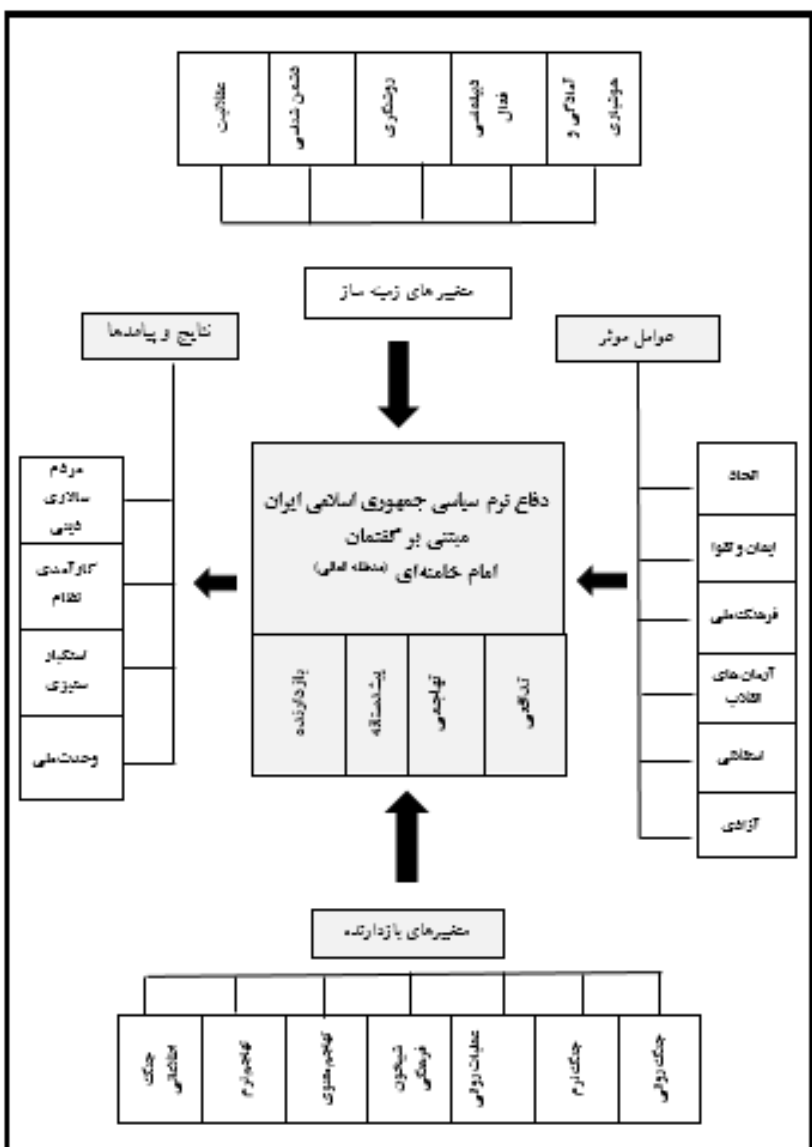 عقلانیت
دشمن شناسی
روشنگری
دیپلماسی
فعال
آمادگی و
هوشیاری
متغیر های زمینه ساز
نتایج و پیامدها
عوامل موثر
دفاع نرم سیاسی جمهوری اسلامی ایران
مبتنی بر گفتمان
امام خامنه‌ای (مدظله العالی)
بازدارنده
پیشدستانه
تهاجمی
تدافعی
مردم
سالاری
دینی
کارآمدی
نظام
استکبار
ستیزی
وحدت ملی
اتحاد
ایمان و تقوا
فرهنگ ملی
آرمان‌های
انقلاب
استقلال
آزادی
متغیرهای بازدارنده
جنگ
اطلاعاتی
تهاجم نرم
تهاجم معنوی
شبیخون
فرهنگی
عملیات روانی
جنگ نرم
جنگ روانی